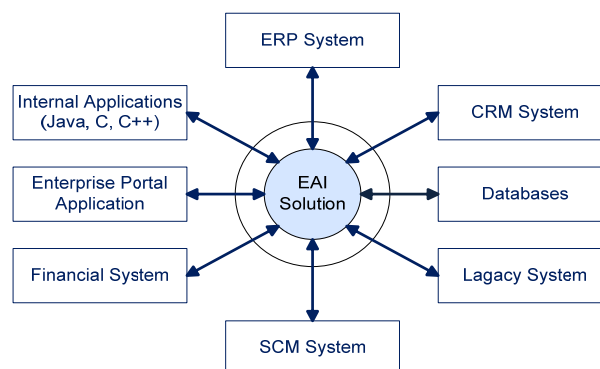 ERP System
Internal Applications
(Java, C, C++)
CRM System
Enterprise Portal
Application
EAI
Solution
Databases
Financial System
Lagacy System
SCM System